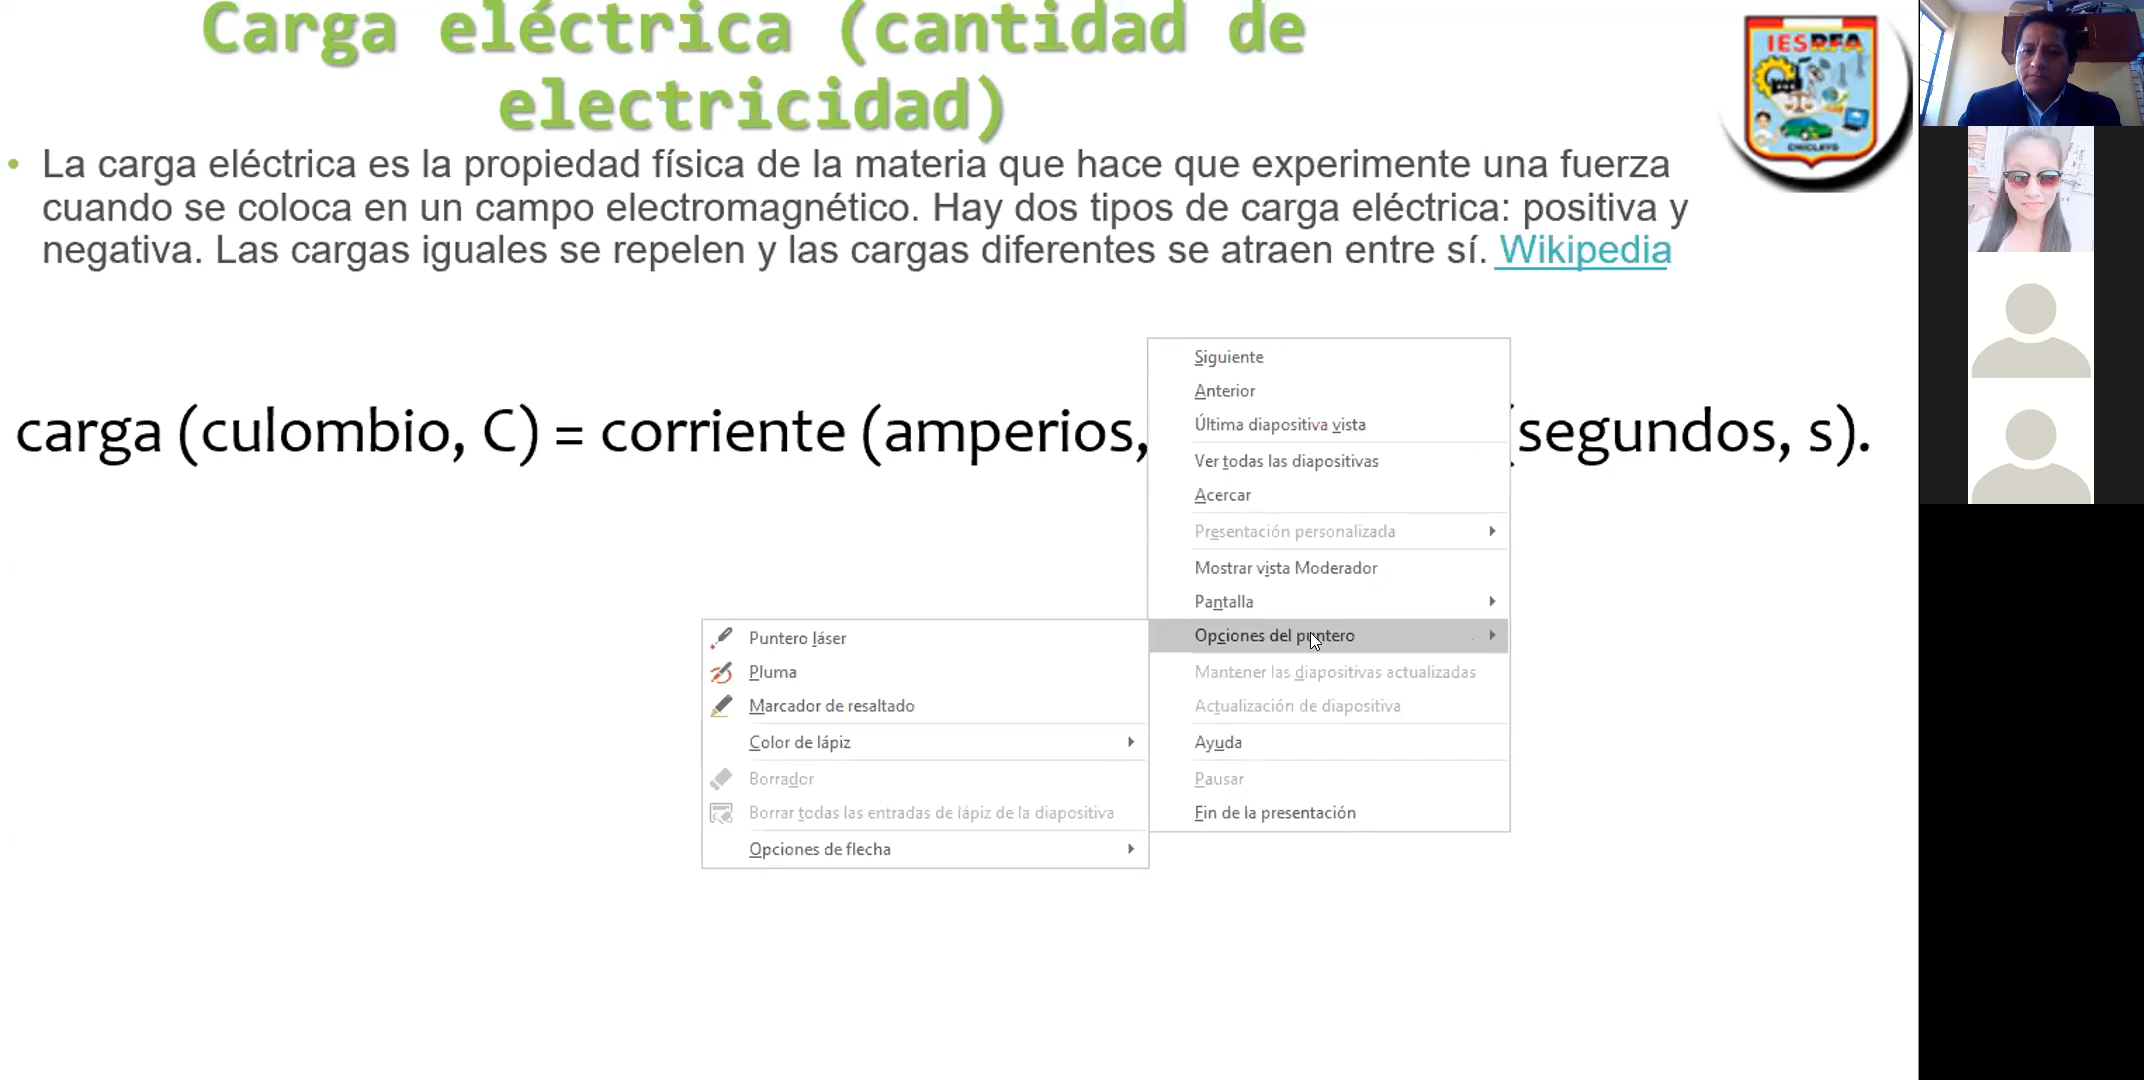 Carga eléctrica (cantidad de
electricidad)
IESRFA
CHICLAYO
• La carga eléctrica es la propiedad física de la materia que hace que experimente una fuerza
cuando se coloca en un campo electromagnético. Hay dos tipos de carga eléctrica: positiva y
negativa. Las cargas iguales se repelen y las cargas diferentes se atraen entre sí. Wikipedia
carga (culombio, C) = corriente (amperios,
(segundos, s).
Siguiente
Anterior
Última diapositiva vista
Ver todas las diapositivas
Acercar
Presentación personalizada
Mostrar vista Moderador
Pantalla
Opciones del puntero
Mantener las diapositivas actualizadas
Actualización de diapositiva
Ayuda
Pausar
Fin de la presentación
Puntero láser
Pluma
Marcador de resaltado
Color de lápiz
Borrador
Borrar todas las entradas de lápiz de la diapositiva
Opciones de flecha